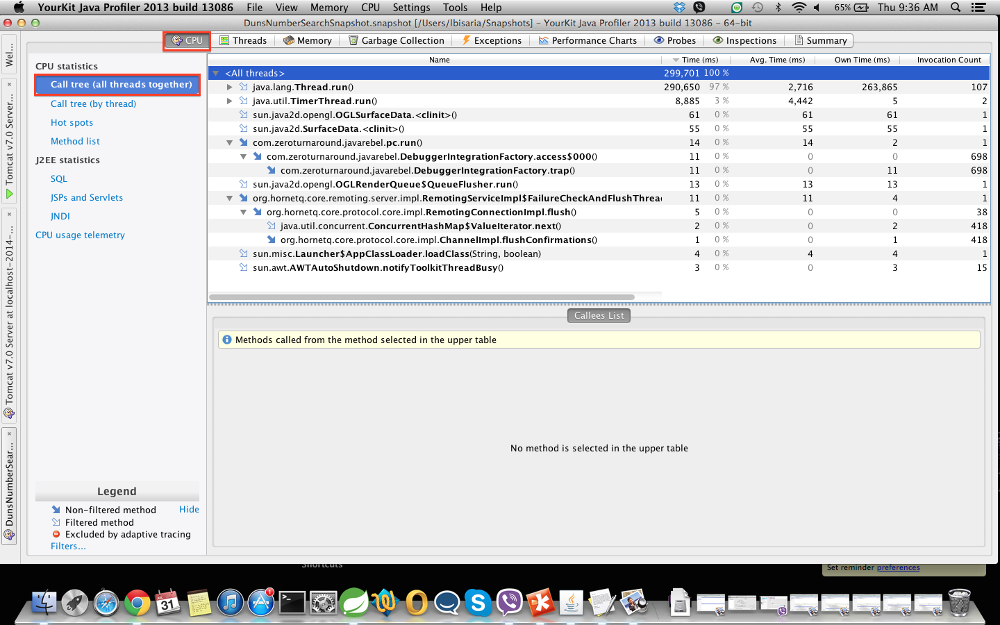 YourKit Java Profiler 2013 build 13086 File View Memory CPU Settings Tools Help 65% Thu 9:36 AM
DunsNumberSearchSnapshot.snapshot [/Users/lbisaria/Snapshots] – YourKit Java Profiler 2013 build 13086 – 64-bit
CPU Threads Memory Garbage Collection Exceptions Performance Charts Probes Inspections Summary
Wel...
Tomcat v7.0 Server...
Tomcat v7.0 Server at localhost-2014-...
DunsNumberSear...
CPU statistics
Call tree (all threads together)
Call tree (by thread)
Hot spots
Method list
J2EE statistics
SQL
JSPs and Servlets
JNDI
CPU usage telemetry
Legend
Non-filtered method Hide
Filtered method
Excluded by adaptive tracing
Filters...
Name Time (ms) Avg. Time (ms) Own Time (ms) Invocation Count
<All threads> 299,701 100 %
java.lang.Thread.run() 290,650 97 % 2,716 263,865 107
java.util.TimerThread.run() 8,885 3 % 4,442 5 2
sun.java2d.opengl.OGLSurfaceData.<clinit>() 61 0 % 61 61 1
sun.java2d.SurfaceData.<clinit>() 55 0 % 55 55 1
com.zeroturnaround.javarebel.pc.run() 14 0 % 14 2 1
com.zeroturnaround.javarebel.DebuggerIntegrationFactory.access$000() 11 0 % 0 0 698
com.zeroturnaround.javarebel.DebuggerIntegrationFactory.trap() 11 0 % 0 11 698
sun.java2d.opengl.OGLRenderQueue$QueueFlusher.run() 13 0 % 13 13 1
org.hornetq.core.remoting.server.impl.RemotingServiceImpl$FailureCheckAndFlushThrea 11 0 % 11 4 1
org.hornetq.core.protocol.core.impl.RemotingConnectionImpl.flush() 5 0 % 0 0 38
java.util.concurrent.ConcurrentHashMap$ValueIterator.next() 2 0 % 0 2 418
org.hornetq.core.protocol.core.impl.ChannelImpl.flushConfirmations() 1 0 % 0 1 418
sun.misc.Launcher$AppClassLoader.loadClass(String, boolean) 4 0 % 4 4 1
sun.awt.AWTAutoShutdown.notifyToolkitThreadBusy() 3 0 % 0 3 15
Callees List
Methods called from the method selected in the upper table
No method is selected in the upper table
Shortcuts
Set reminder preferences
JUL
31
1